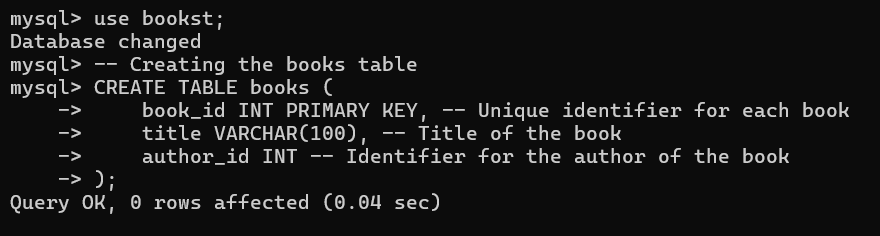 mysql> use bookst;
Database changed
mysql> -- Creating the books table
mysql> CREATE TABLE books (
    ->     book_id INT PRIMARY KEY, -- Unique identifier for each book
    ->     title VARCHAR(100), -- Title of the book
    ->     author_id INT -- Identifier for the author of the book
    -> );
Query OK, 0 rows affected (0.04 sec)